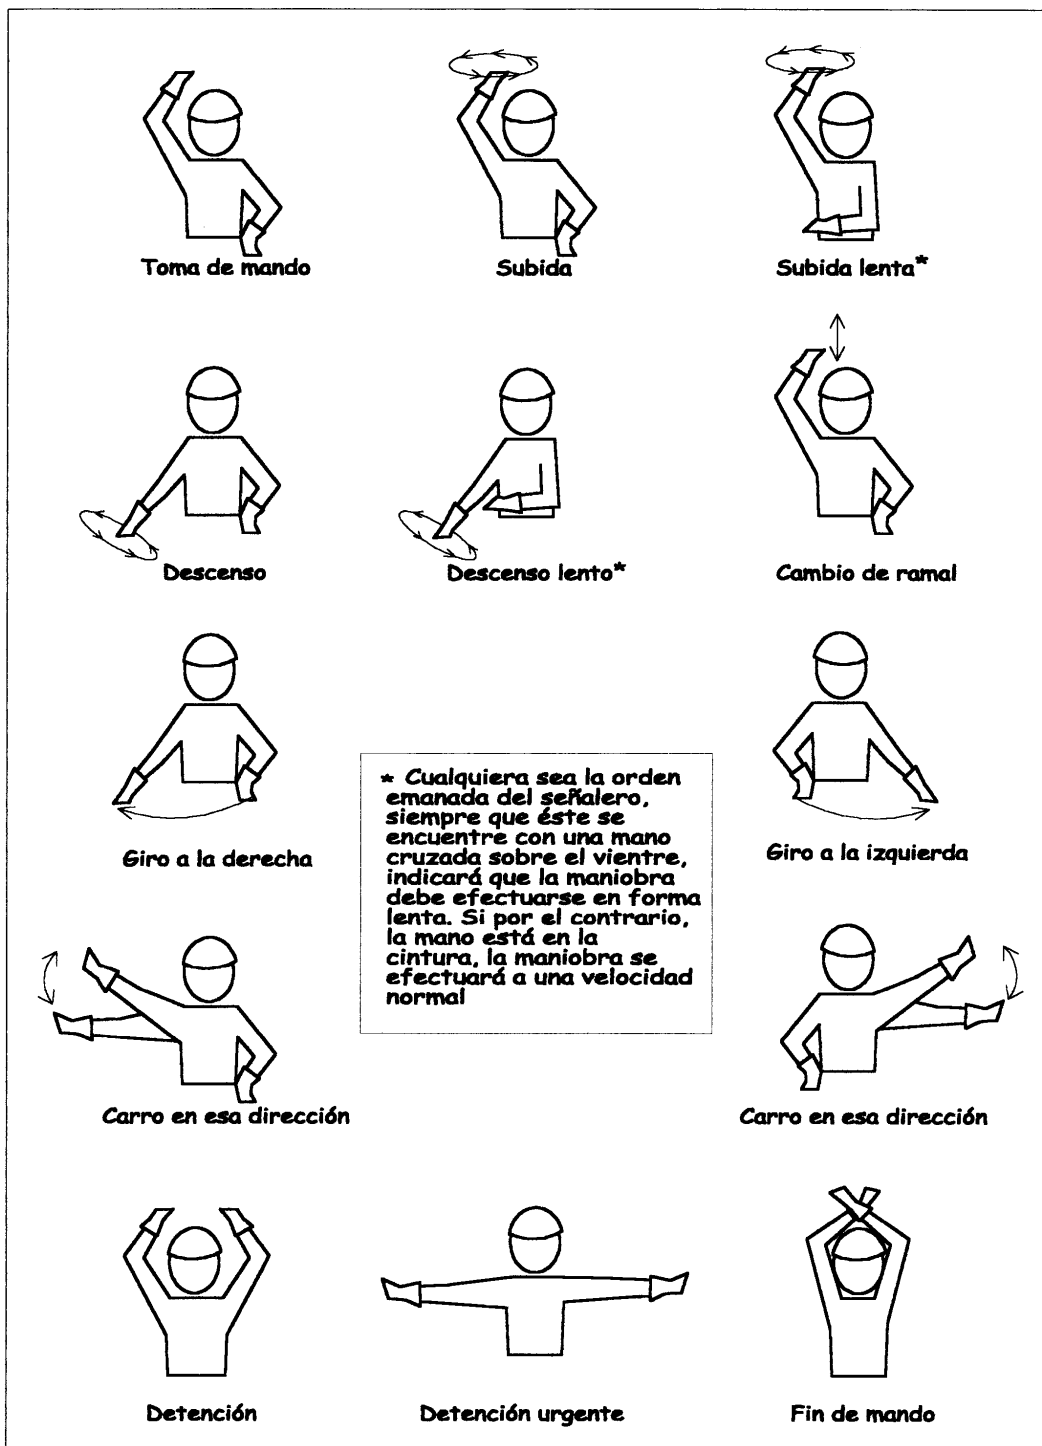 Toma de mando
Subida
Subida lenta*
Descenso
Descenso lento*
Cambio de ramal
Giro a la derecha
* Cualquiera sea la orden
emanada del señalero,
siempre que éste se
encuentre con una mano
cruzada sobre el vientre,
indicará que la maniobra
debe efectuarse en forma
lenta. Si por el contrario,
la mano está en la
cintura, la maniobra se
efectuará a una velocidad
normal
Giro a la izquierda
Carro en esa dirección
Carro en esa dirección
Detención
Detención urgente
Fin de mando